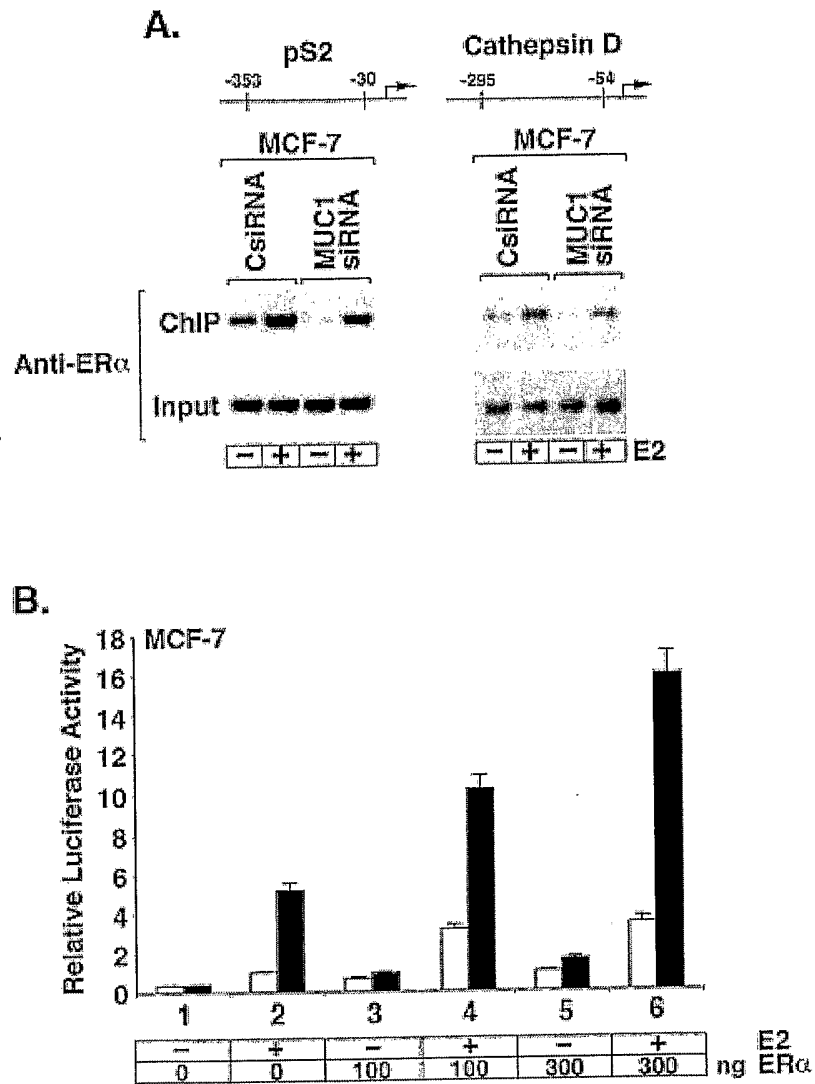 A.
pS2 Cathepsin D
-353 -30 -295 -54
MCF-7 MCF-7
CsiRNA MUC1 siRNA CsiRNA MUC1 siRNA
ChIP
Anti-ERα
Input
− + − + − + − + E2
B.
MCF-7
Relative Luciferase Activity
18
16
14
12
10
8
6
4
2
0
1 2 3 4 5 6
− + − + − + E2
0 0 100 100 300 300 ng ERα